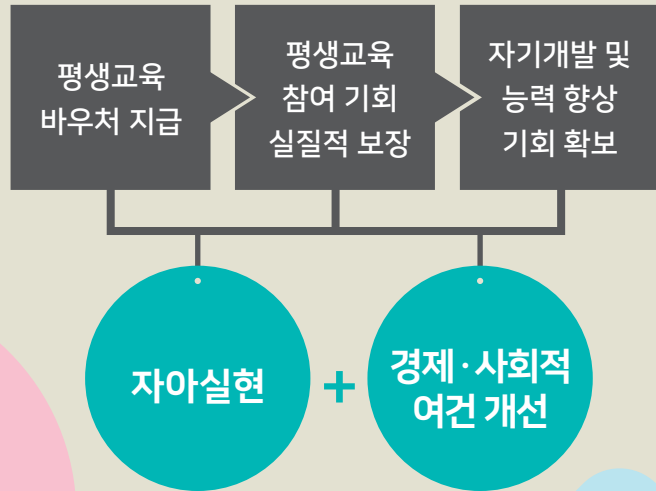 평생교육
바우처 지급
평생교육
참여 기회
실질적 보장
자기개발 및
능력 향상
기회 확보
자아실현
+
경제·사회적
여건 개선